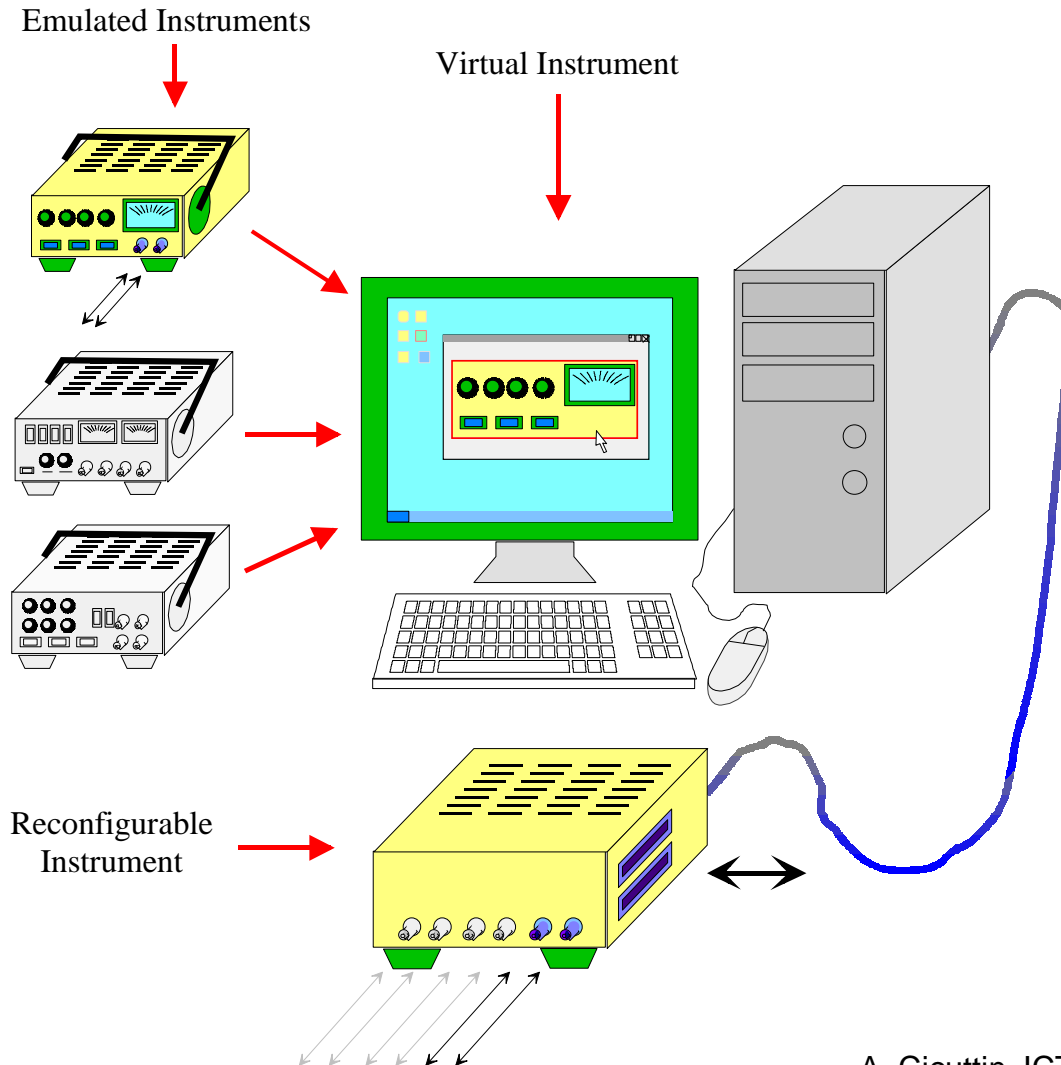 Emulated Instruments
Virtual Instrument
Reconfigurable
Instrument